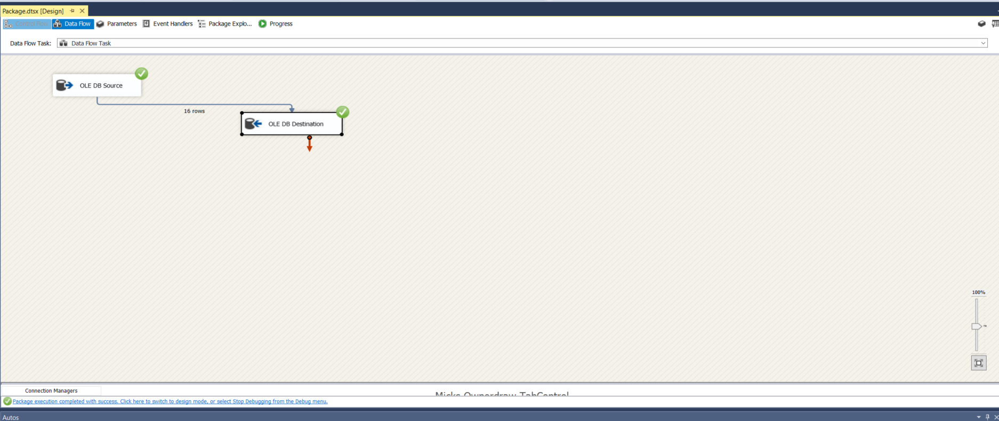 Package.dtsx [Design]
Control Flow Data Flow Parameters Event Handlers Package Explo... Progress
Data Flow Task: Data Flow Task
OLE DB Source
16 rows
OLE DB Destination
100%
Connection Managers
Micks Ownerdraw TabControl
Package execution completed with success. Click here to switch to design mode, or select Stop Debugging from the Debug menu.
Autos